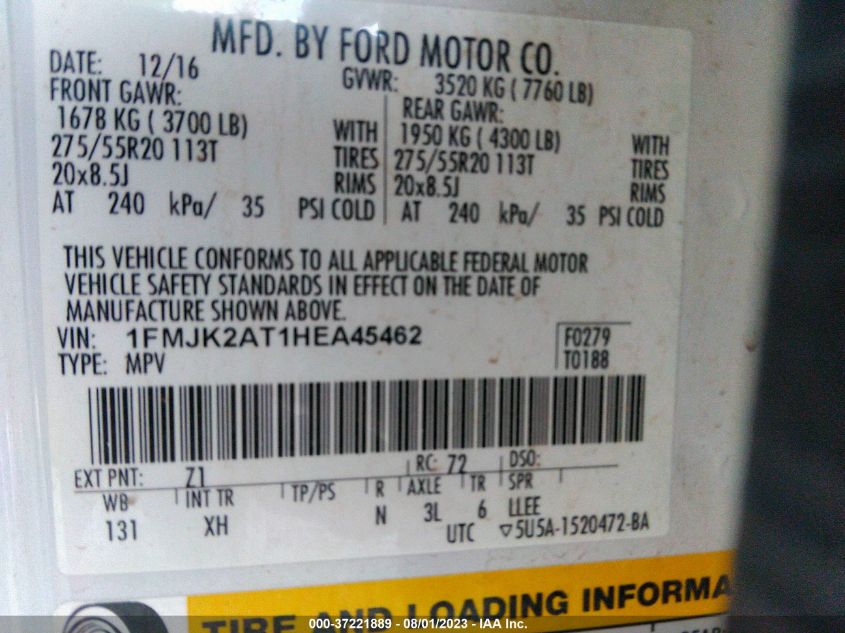 MFD. BY FORD MOTOR CO.
DATE: 12/16 GVWR: 3520 KG ( 7760 LB)
FRONT GAWR: REAR GAWR:
1678 KG ( 3700 LB) WITH 1950 KG ( 4300 LB) WITH
275/55R20 113T TIRES 275/55R20 113T TIRES
20x8.5J RIMS 20x8.5J RIMS
AT 240 kPa/ 35 PSI COLD AT 240 kPa/ 35 PSI COLD
THIS VEHICLE CONFORMS TO ALL APPLICABLE FEDERAL MOTOR
VEHICLE SAFETY STANDARDS IN EFFECT ON THE DATE OF
MANUFACTURE SHOWN ABOVE.
VIN: 1FMJK2AT1HEA45462 F0279
TYPE: MPV T0188
EXT PNT: Z1 RC: 72 DSO:
WB INT TR TP/PS R AXLE TR SPR
131 XH N 3L 6 LLEE
UTC ▽5U5A-1520472-BA
TIRE AND LOADING INFORMA
000-37221889 - 08/01/2023 - IAA Inc.